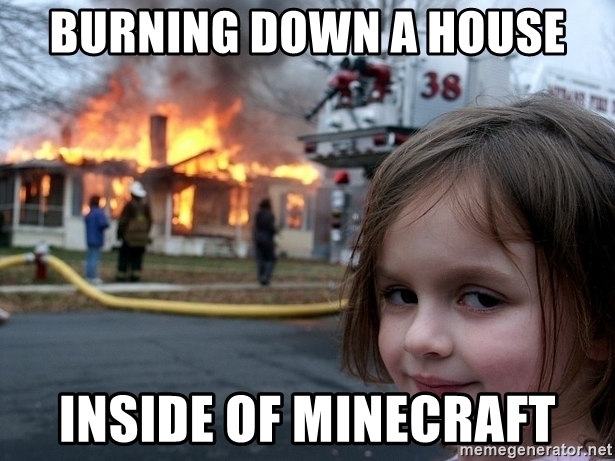 BURNING DOWN A HOUSE
38
INSIDE OF MINECRAFT
memegenerator.net